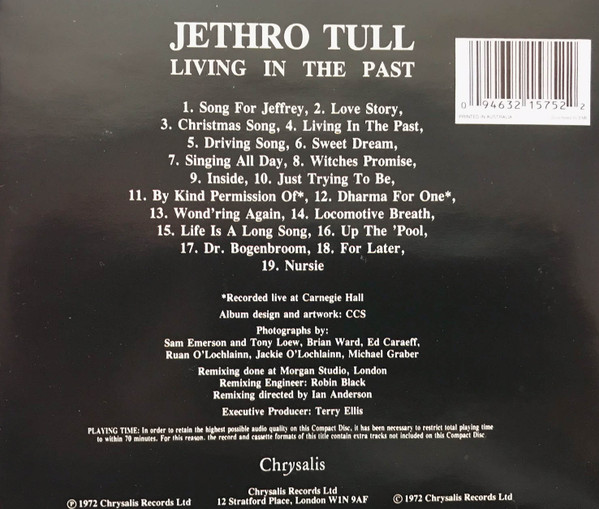 JETHRO TULL
LIVING IN THE PAST
0 94632 15752 2
PRINTED IN AUSTRALIA
1. Song For Jeffrey, 2. Love Story,
3. Christmas Song, 4. Living In The Past,
5. Driving Song, 6. Sweet Dream,
7. Singing All Day, 8. Witches Promise,
9. Inside, 10. Just Trying To Be,
11. By Kind Permission Of*, 12. Dharma For One*,
13. Wond'ring Again, 14. Locomotive Breath,
15. Life Is A Long Song, 16. Up The 'Pool,
17. Dr. Bogenbroom, 18. For Later,
19. Nursie
*Recorded live at Carnegie Hall
Album design and artwork: CCS
Photographs by:
Sam Emerson and Tony Loew, Brian Ward, Ed Caraeff,
Ruan O'Lochlainn, Jackie O'Lochlainn, Michael Graber
Remixing done at Morgan Studio, London
Remixing Engineer: Robin Black
Remixing directed by Ian Anderson
Executive Producer: Terry Ellis
PLAYING TIME: In order to retain the highest possible audio quality on this Compact Disc, it has been necessary to restrict total playing time
to within 70 minutes. For this reason, the record and cassette formats of this title contain extra tracks not included on this Compact Disc.
Chrysalis
Chrysalis Records Ltd
℗ 1972 Chrysalis Records Ltd 12 Stratford Place, London W1N 9AF © 1972 Chrysalis Records Ltd